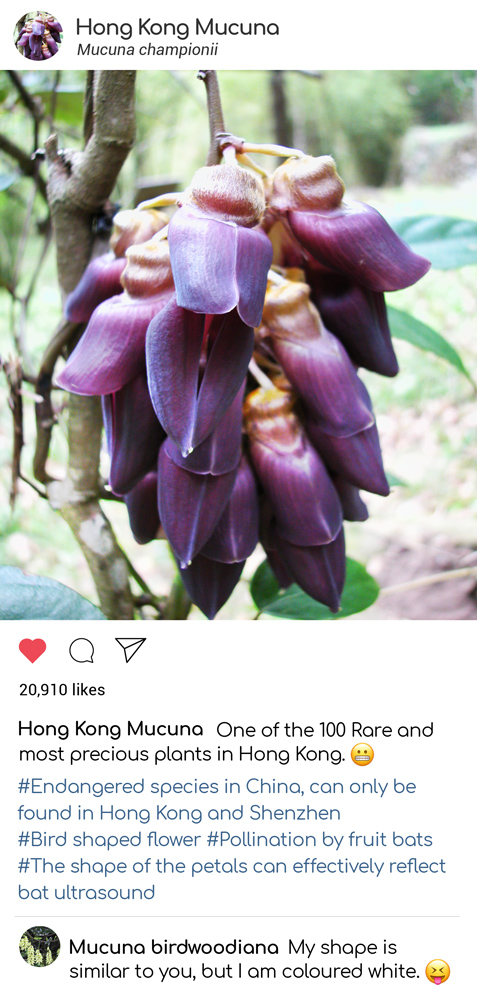 Hong Kong Mucuna
Mucuna championii
20,910 likes
Hong Kong Mucuna One of the 100 Rare and
most precious plants in Hong Kong. 😬
#Endangered species in China, can only be
found in Hong Kong and Shenzhen
#Bird shaped flower #Pollination by fruit bats
#The shape of the petals can effectively reflect
bat ultrasound
Mucuna birdwoodiana My shape is
similar to you, but I am coloured white. 😝